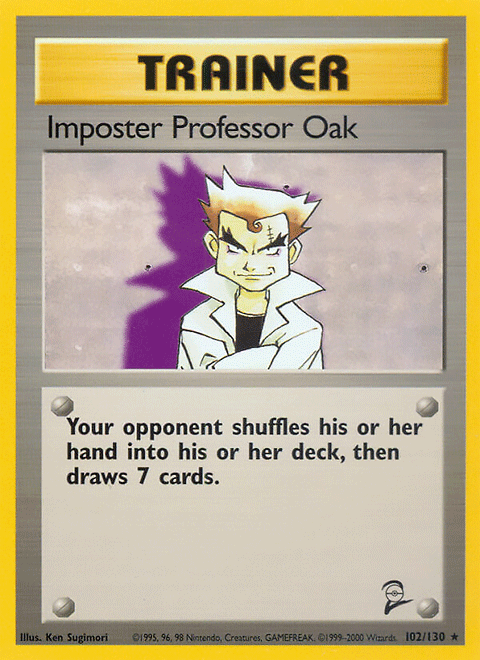 TRAINER
Imposter Professor Oak
Your opponent shuffles his or her
hand into his or her deck, then
draws 7 cards.
Illus. Ken Sugimori ©1995, 96, 98 Nintendo, Creatures, GAMEFREAK. ©1999-2000 Wizards. 102/130 ★